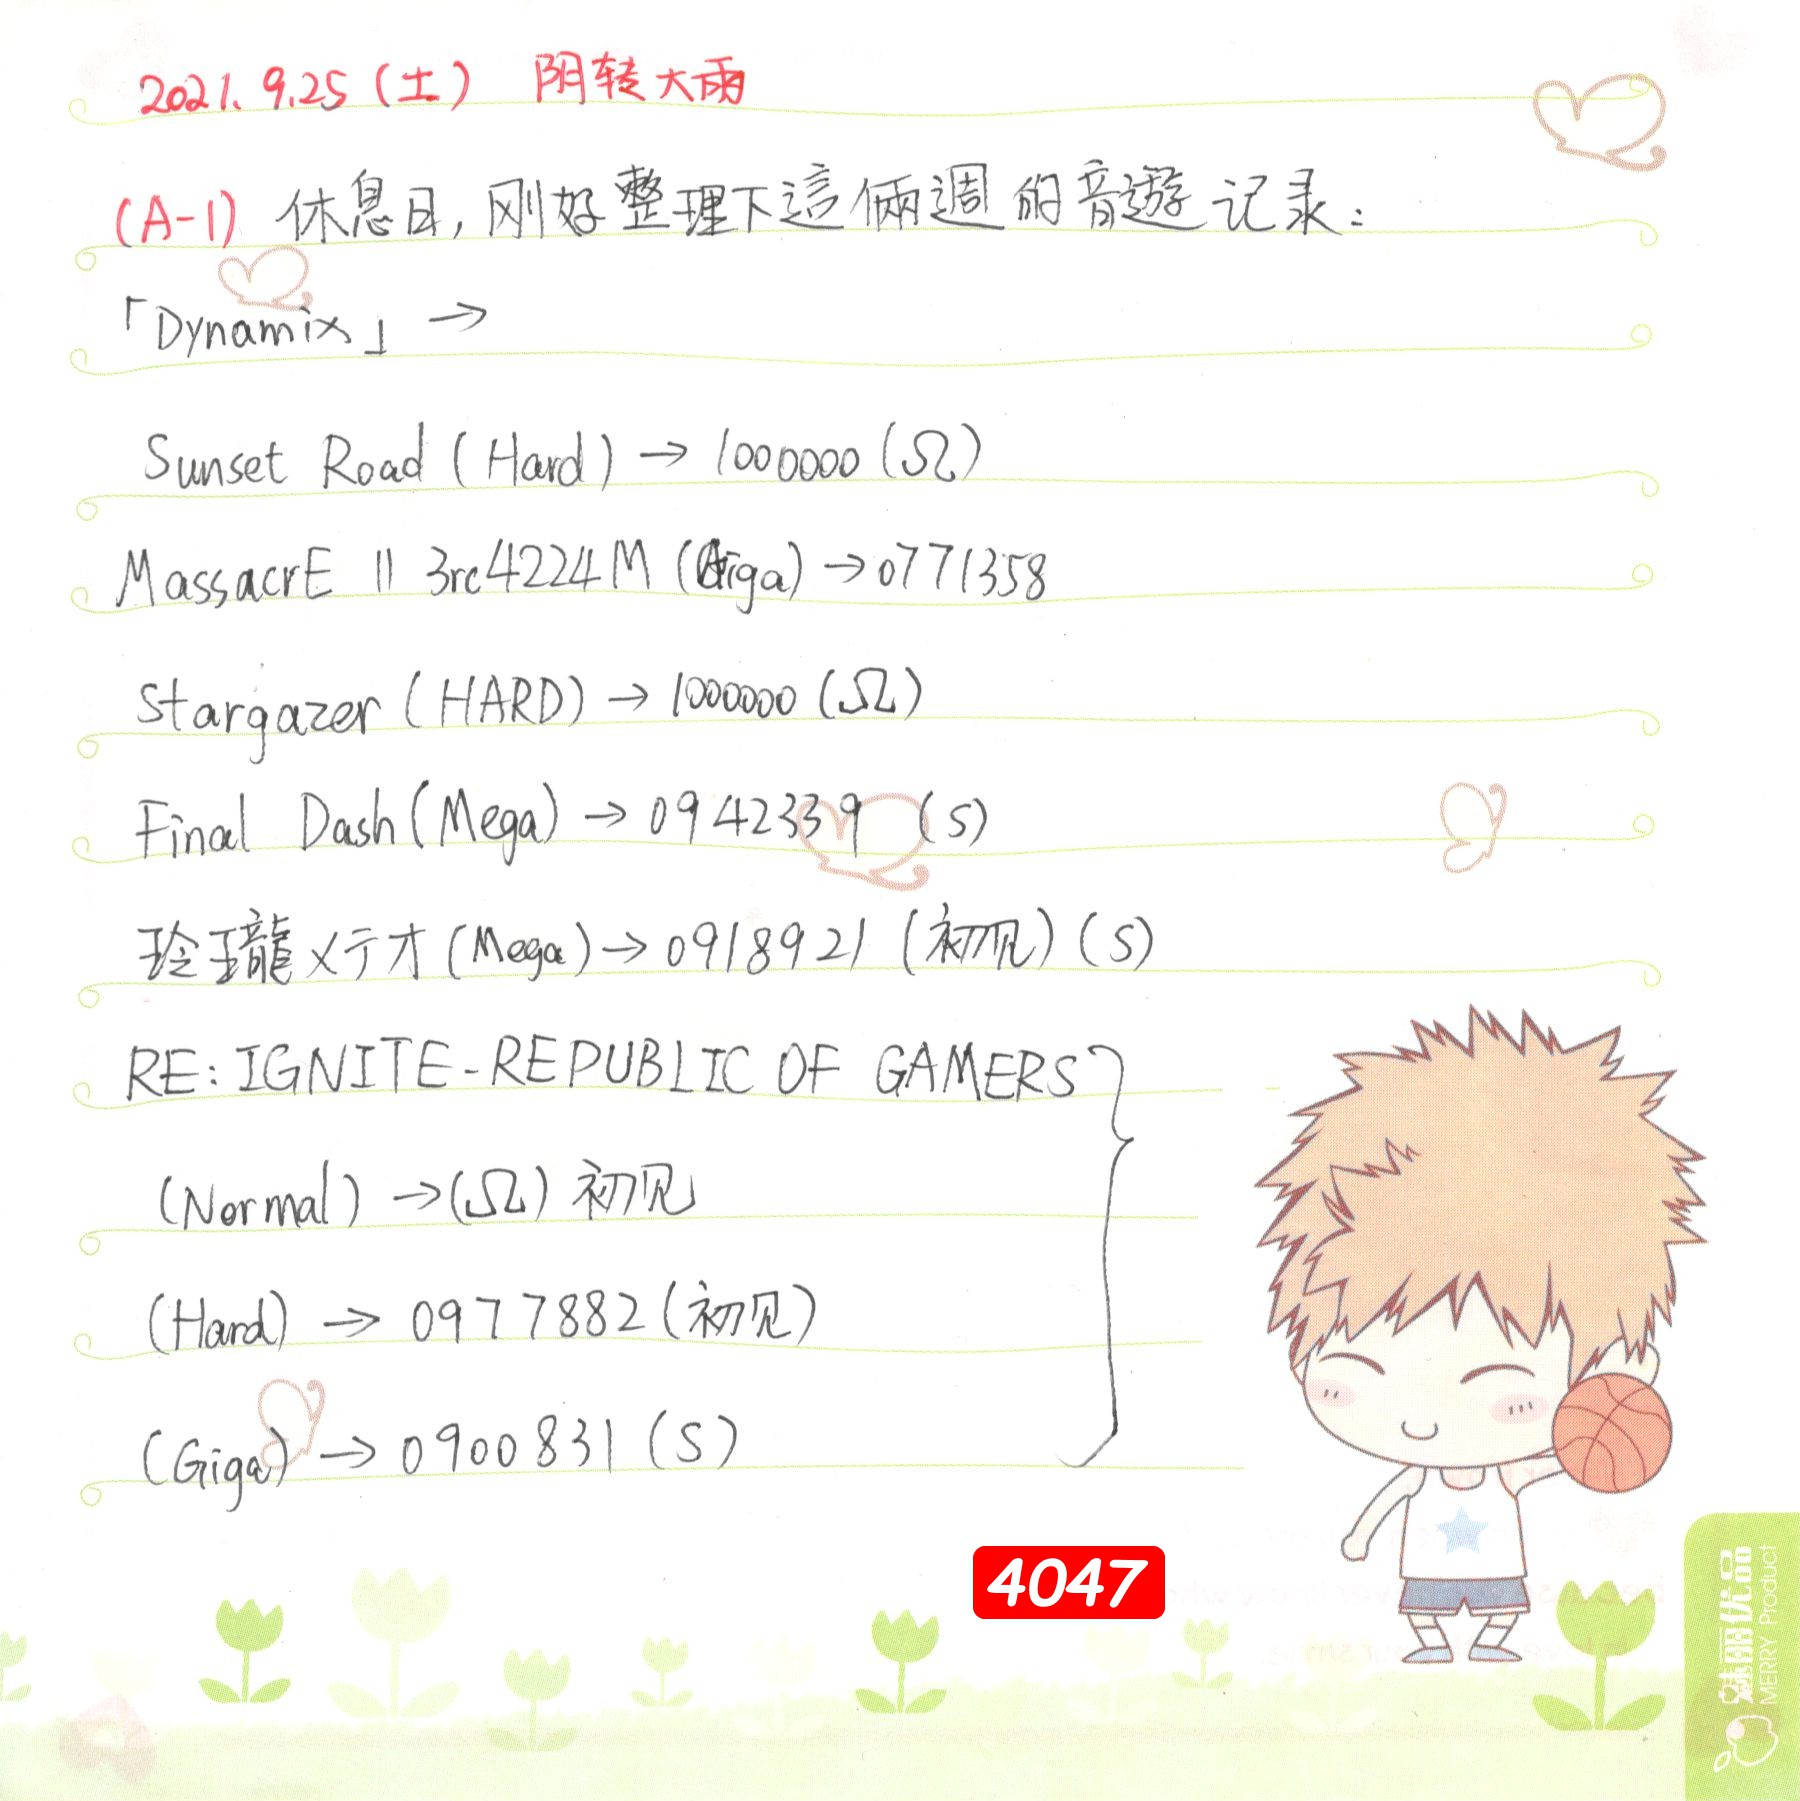 2021.9.25(土) 阴转大雨
(A-1) 休息日,刚好整理下這倆週的音遊记录:
「Dynamix」→
Sunset Road (Hard) → 1000000 (Ω)
MassacrE || 3rc4224M (Giga) → 0771358
Stargazer (HARD) → 1000000 (Ω)
Final Dash (Mega) → 0942339 (S)
玲瓏メテオ (Mega) → 0918921 (初见) (S)
RE:IGNITE-REPUBLIC OF GAMERS
(Normal) → (Ω) 初见
(Hard) → 0977882 (初见)
(Giga) → 0900831 (S)
4047
魅丽优品
MERRY Product